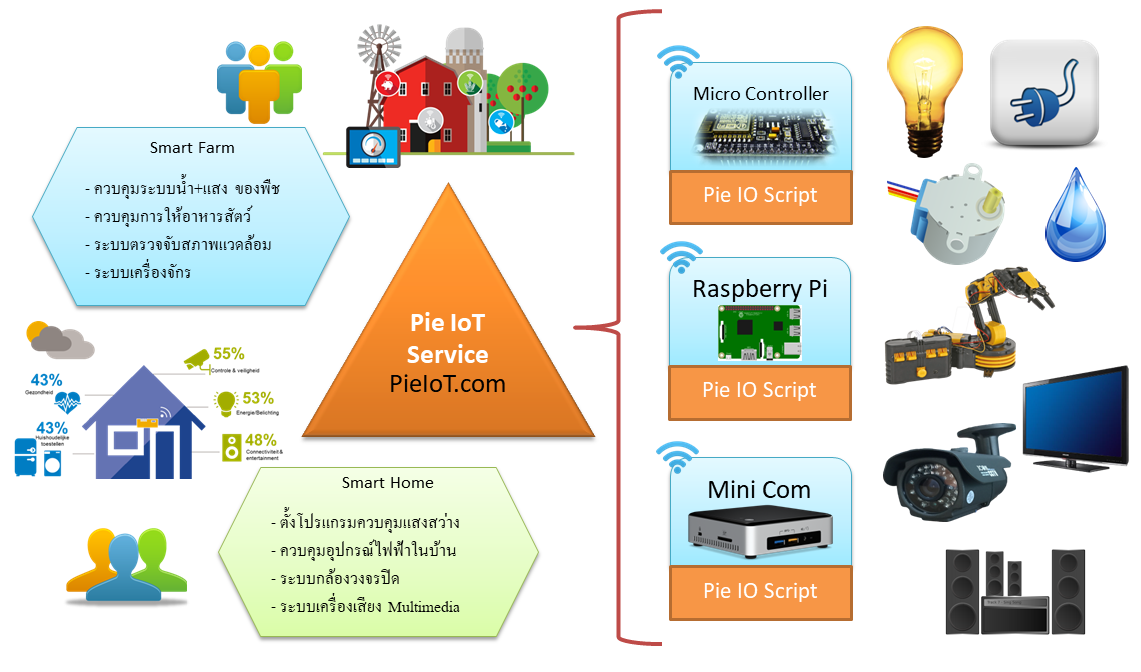 Smart Farm
- ควบคุมระบบน้ำ+แสง ของพืช
- ควบคุมการให้อาหารสัตว์
- ระบบตรวจจับสภาพแวดล้อม
- ระบบเครื่องจักร
55%
Controle & veiligheid
43%
Gezondheid
53%
Energie/Belichting
43%
Huishoudelijke
toestellen
48%
Connectiviteit &
entertainment
Smart Home
- ตั้งโปรแกรมควบคุมแสงสว่าง
- ควบคุมอุปกรณ์ไฟฟ้าในบ้าน
- ระบบกล้องวงจรปิด
- ระบบเครื่องเสียง Multimedia
Pie IoT
Service
PieIoT.com
Micro Controller
Pie IO Script
Raspberry Pi
Pie IO Script
Mini Com
Pie IO Script